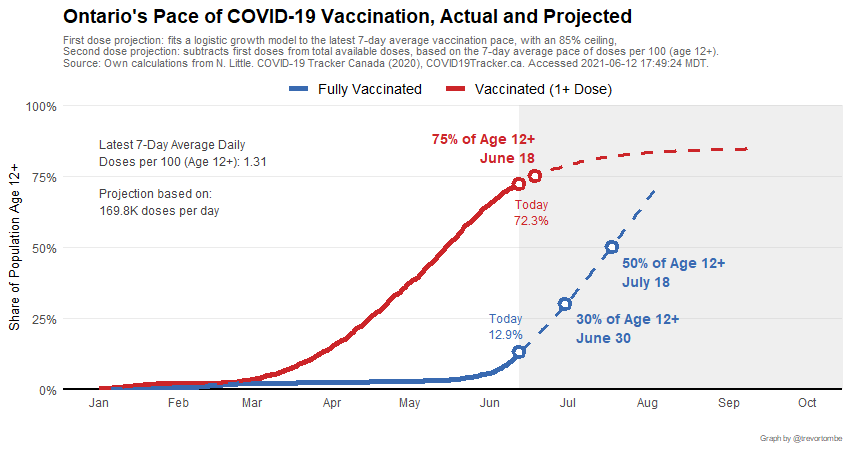 Ontario's Pace of COVID-19 Vaccination, Actual and Projected
First dose projection: fits a logistic growth model to the latest 7-day average vaccination pace, with an 85% ceiling,
Second dose projection: subtracts first doses from total available doses, based on the 7-day average pace of doses per 100 (age 12+).
Source: Own calculations from N. Little. COVID-19 Tracker Canada (2020), COVID19Tracker.ca. Accessed 2021-06-12 17:49:24 MDT.
Fully Vaccinated
Vaccinated (1+ Dose)
Share of Population Age 12+
100%
75%
50%
25%
0%
Latest 7-Day Average Daily
Doses per 100 (Age 12+): 1.31
Projection based on:
169.8K doses per day
75% of Age 12+
June 18
Today
72.3%
50% of Age 12+
July 18
Today
12.9%
30% of Age 12+
June 30
Jan
Feb
Mar
Apr
May
Jun
Jul
Aug
Sep
Oct
Graph by @trevortombe